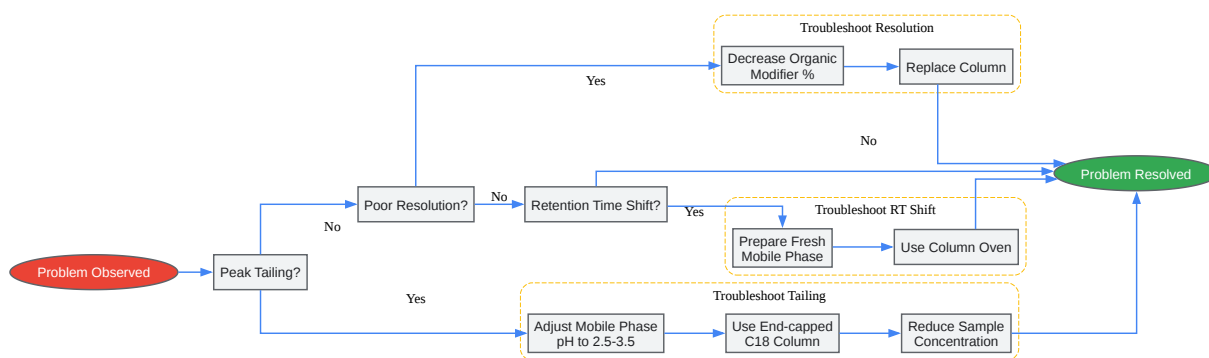 Troubleshoot Resolution
Decrease Organic
Modifier %
Replace Column
Yes
No
Problem Resolved
Poor Resolution?
No
Retention Time Shift?
Yes
Troubleshoot RT Shift
No
Prepare Fresh
Mobile Phase
Use Column Oven
Problem Observed
Peak Tailing?
Yes
Troubleshoot Tailing
Adjust Mobile Phase
pH to 2.5-3.5
Use End-capped
C18 Column
Reduce Sample
Concentration